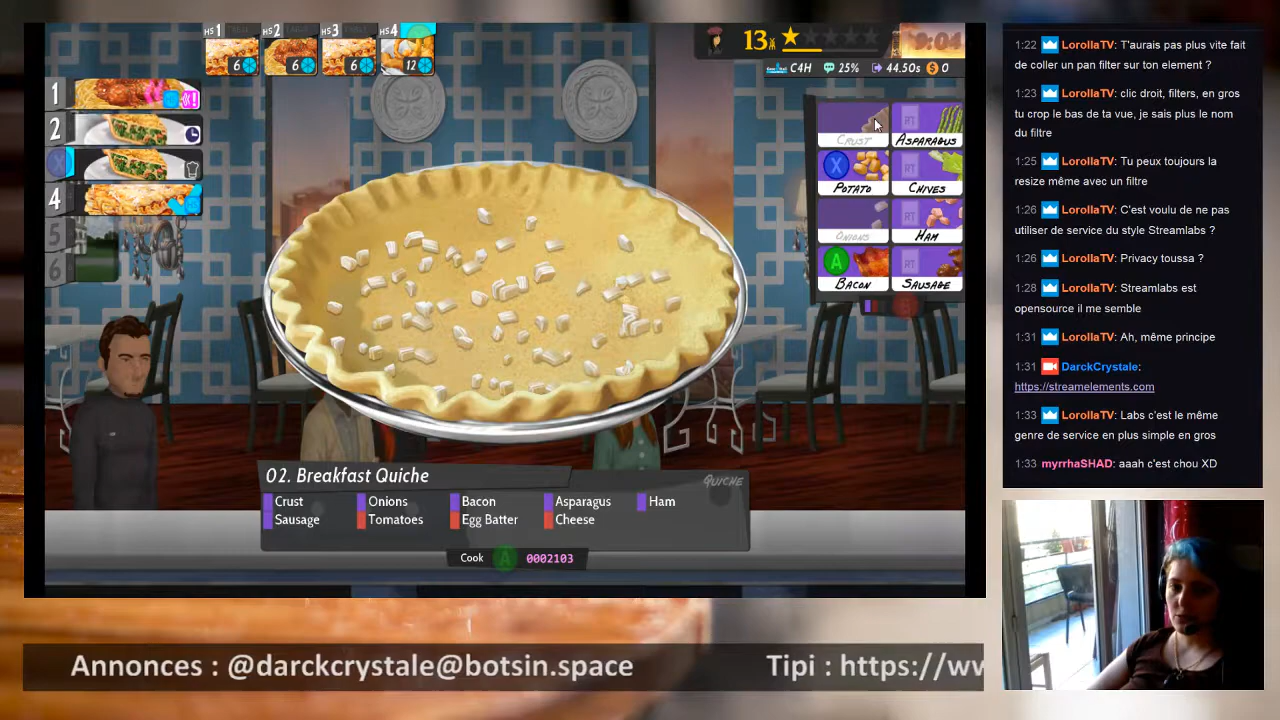 HS1
6
HS2
6
HS3
6
HS4
12
13
9:04
C4H 25% 44.50s 0
1
2
X
4
5
6
CRUST
RT
ASPARAGUS
X
POTATO
CHIVES
ONIONS
RT
HAM
A
BACON
RT
SAUSAGE
02. Breakfast Quiche
QUICHE
Crust Onions Bacon Asparagus Ham
Sausage Tomatoes Egg Batter Cheese
Cook A 0002103
1:22 LorollaTV: T'aurais pas plus vite fait
de coller un pan filter sur ton element ?
1:23 LorollaTV: clic droit, filters, en gros
tu crop le bas de ta vue, je sais plus le nom
du filtre
1:25 LorollaTV: Tu peux toujours la
resize même avec un filtre
1:26 LorollaTV: C'est voulu de ne pas
utiliser de service du style Streamlabs ?
1:26 LorollaTV: Privacy toussa ?
1:28 LorollaTV: Streamlabs est
opensource il me semble
1:31 LorollaTV: Ah, même principe
1:31 DarckCrystale:
https://streamelements.com
1:33 LorollaTV: Labs c'est le même
genre de service en plus simple en gros
1:33 myrrhaSHAD: aaah c'est chou XD
Annonces : @darckcrystale@botsin.space Tipi : https://ww